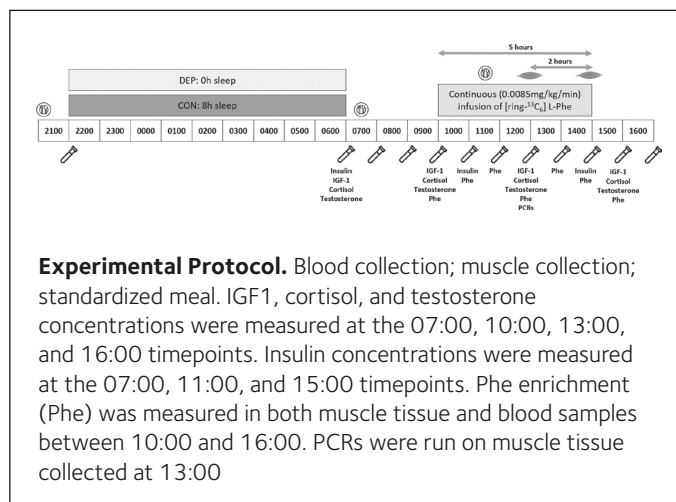 5 hours
DEP: 0h sleep
2 hours
CON: 8h sleep
Continuous (0.0085mg/kg/min)
infusion of [ring-¹³C₆] L-Phe
2100 2200 2300 0000 0100 0200 0300 0400 0500 0600 0700 0800 0900 1000 1100 1200 1300 1400 1500 1600
Insulin IGF-1 Insulin Phe IGF-1 Phe Insulin IGF-1
IGF-1 Cortisol Phe Cortisol Phe Cortisol
Cortisol Testosterone Testosterone Testosterone
Testosterone Phe Phe Phe
PCRs
Experimental Protocol. Blood collection; muscle collection;
standardized meal. IGF1, cortisol, and testosterone
concentrations were measured at the 07:00, 10:00, 13:00,
and 16:00 timepoints. Insulin concentrations were measured
at the 07:00, 11:00, and 15:00 timepoints. Phe enrichment
(Phe) was measured in both muscle tissue and blood samples
between 10:00 and 16:00. PCRs were run on muscle tissue
collected at 13:00